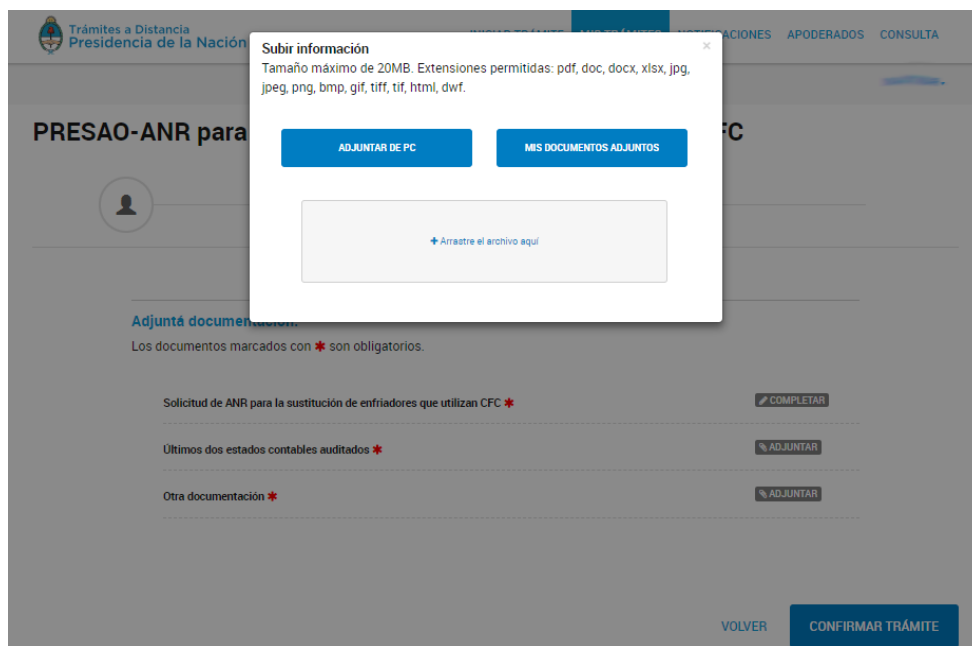 Trámites a Distancia
Presidencia de la Nación
NOTIFICACIONES APODERADOS CONSULTA
Subir información
×
Tamaño máximo de 20MB. Extensiones permitidas: pdf, doc, docx, xlsx, jpg,
jpeg, png, bmp, gif, tiff, tif, html, dwf.
PRESAO-ANR para
FC
ADJUNTAR DE PC MIS DOCUMENTOS ADJUNTOS
+ Arrastre el archivo aquí
Adjuntá documentación:
Los documentos marcados con * son obligatorios.
Solicitud de ANR para la sustitución de enfriadores que utilizan CFC * COMPLETAR
Últimos dos estados contables auditados * ADJUNTAR
Otra documentación * ADJUNTAR
VOLVER CONFIRMAR TRÁMITE